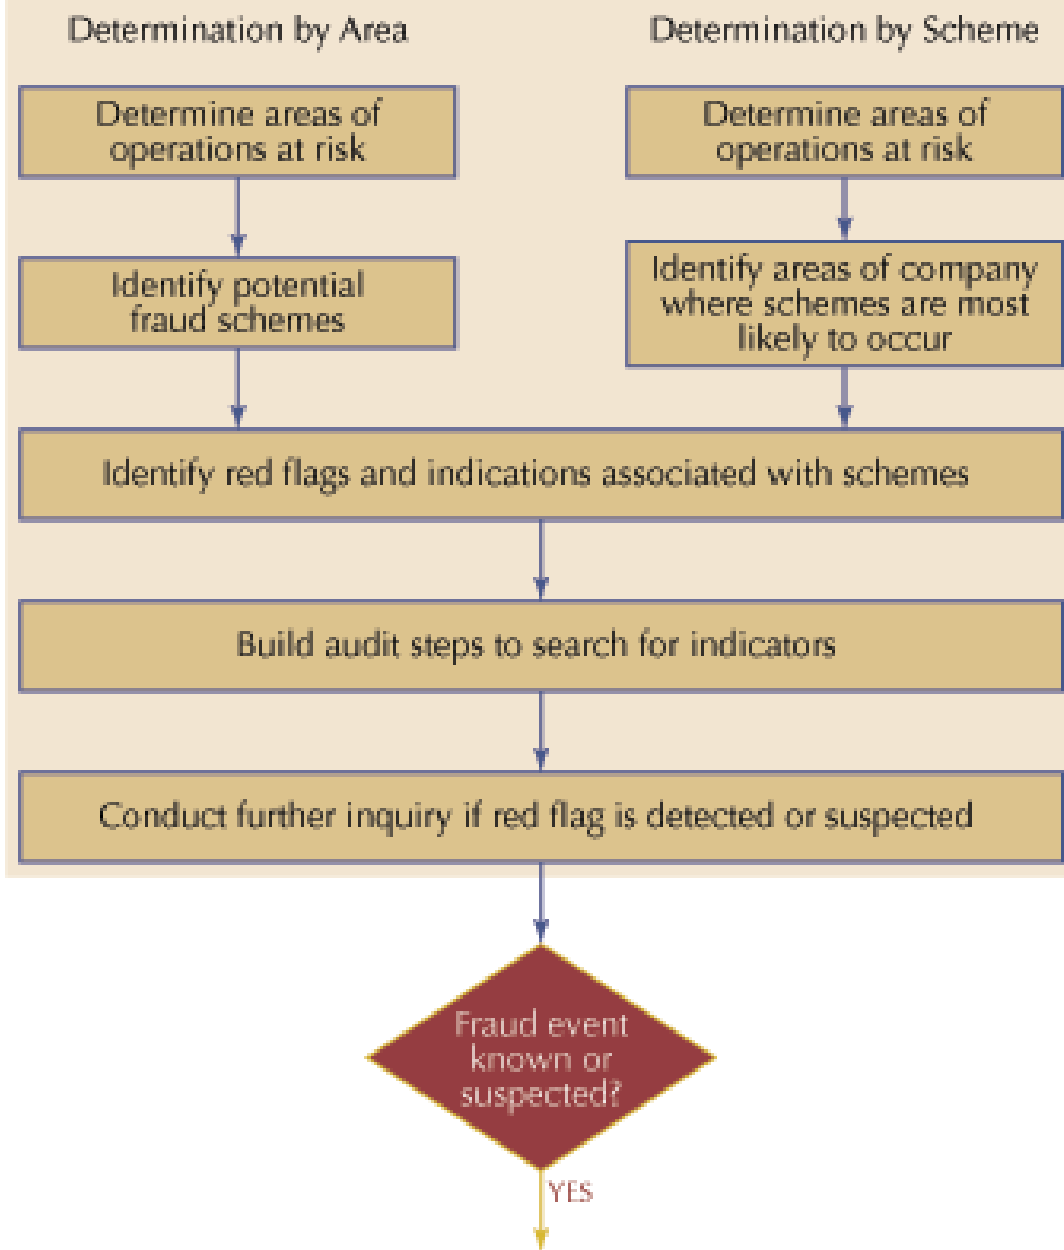 Determination by Area
Determination by Scheme
Determine areas of
operations at risk
Determine areas of
operations at risk
Identify potential
fraud schemes
Identify areas of company
where schemes are most
likely to occur
Identify red flags and indications associated with schemes
Build audit steps to search for indicators
Conduct further inquiry if red flag is detected or suspected
Fraud event
known or
suspected?
YES